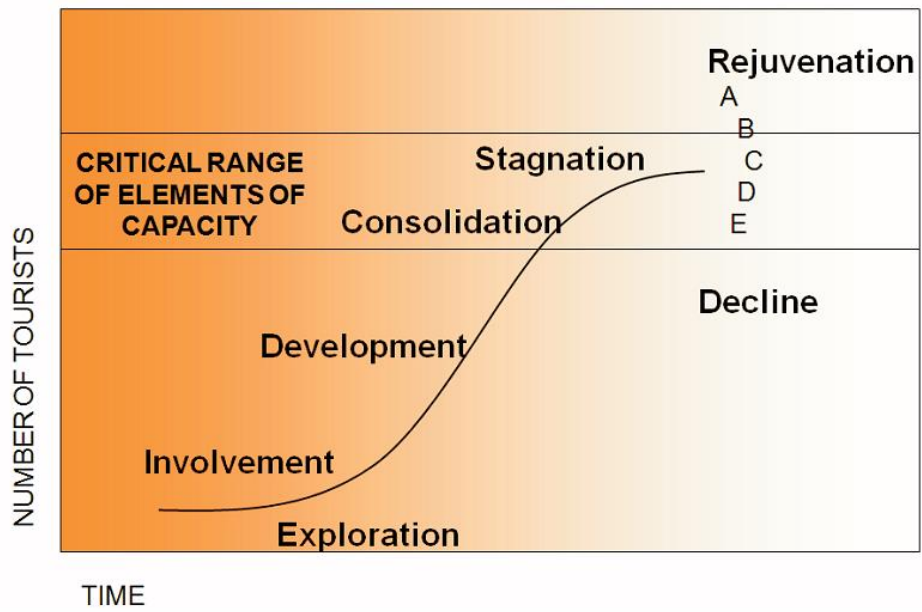 Rejuvenation
A
B
CRITICAL RANGE
OF ELEMENTS OF
CAPACITY
Stagnation
C
D
Consolidation
E
Decline
Development
Involvement
Exploration
NUMBER OF TOURISTS
TIME